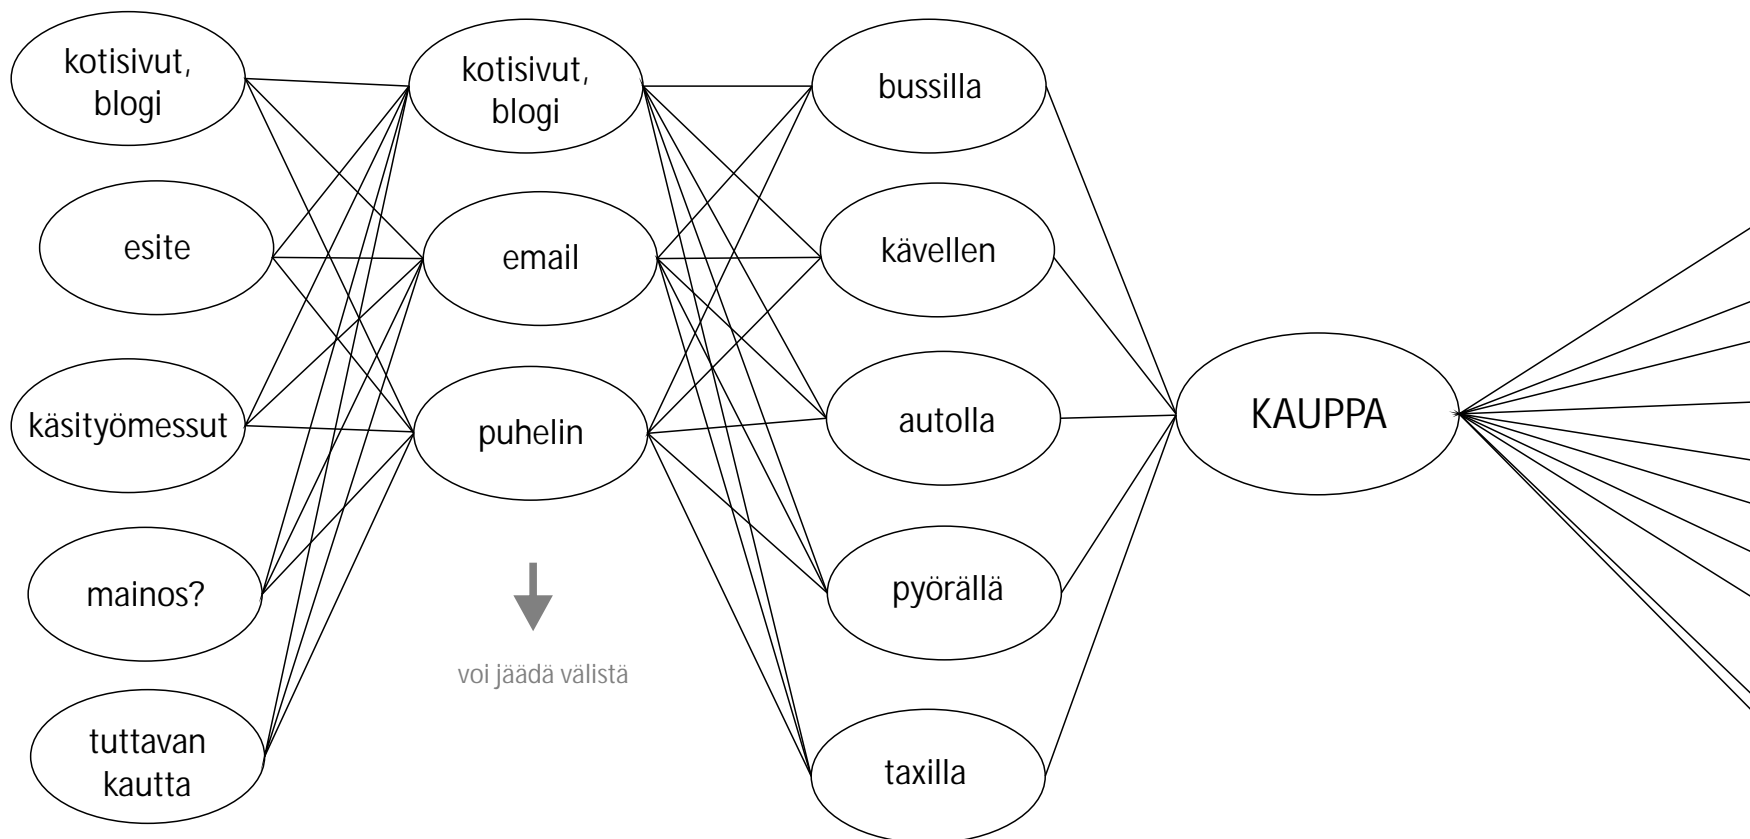 kotisivut,
blogi
esite
käsityömessut
mainos?
tuttavan
kautta
kotisivut,
blogi
email
puhelin
voi jäädä välistä
bussilla
kävellen
autolla
pyörällä
taxilla
KAUPPA